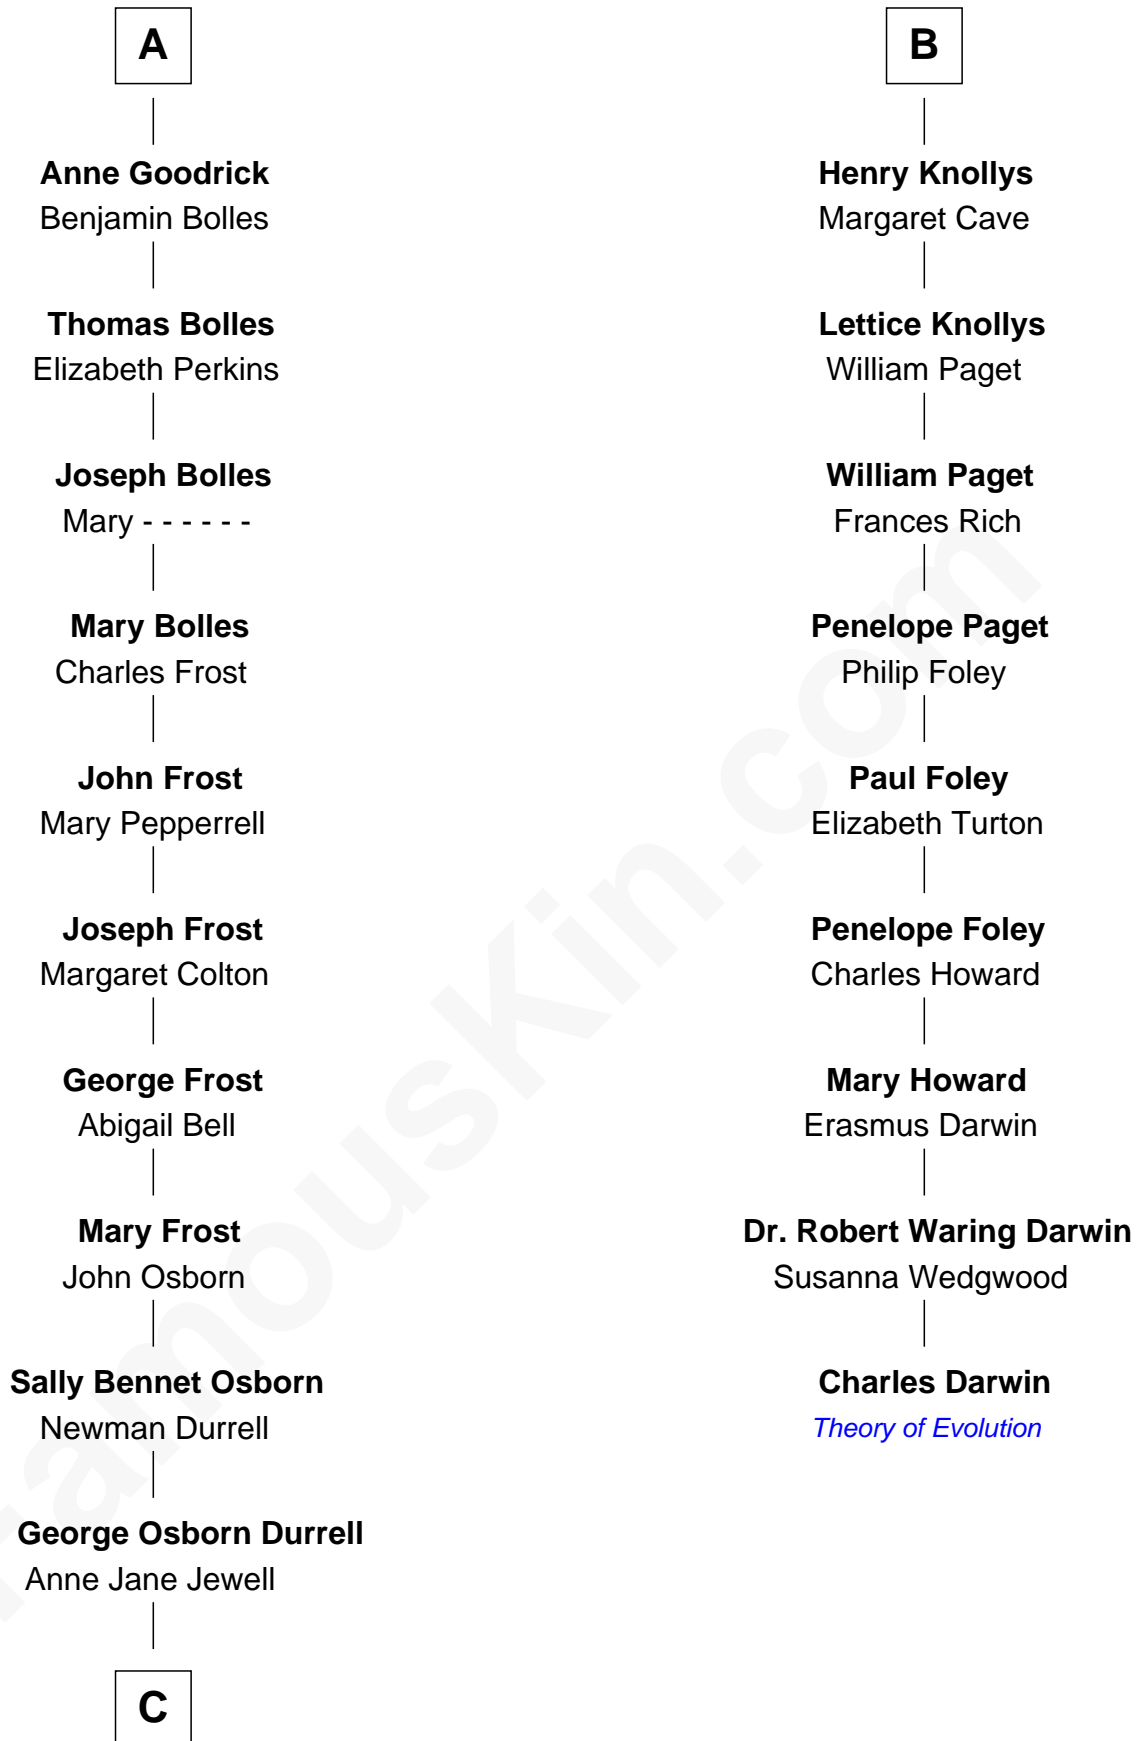 A
Anne Goodrick
Benjamin Bolles
Thomas Bolles
Elizabeth Perkins
Joseph Bolles
Mary - - - - - -
Mary Bolles
Charles Frost
John Frost
Mary Pepperrell
Joseph Frost
Margaret Colton
George Frost
Abigail Bell
Mary Frost
John Osborn
Sally Bennet Osborn
Newman Durrell
George Osborn Durrell
Anne Jane Jewell
C
B
Henry Knollys
Margaret Cave
Lettice Knollys
William Paget
William Paget
Frances Rich
Penelope Paget
Philip Foley
Paul Foley
Elizabeth Turton
Penelope Foley
Charles Howard
Mary Howard
Erasmus Darwin
Dr. Robert Waring Darwin
Susanna Wedgwood
Charles Darwin
Theory of Evolution
FamousKin.com